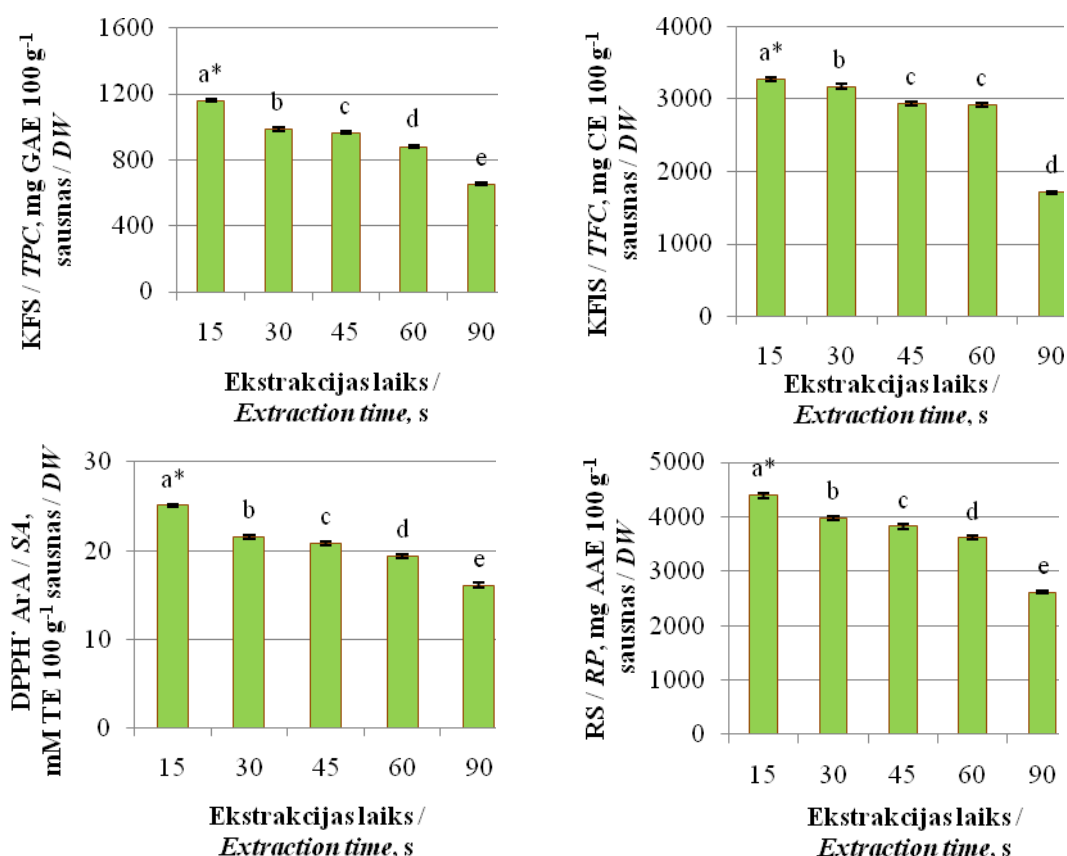 KFS / TPC, mg GAE 100 g⁻¹
sausnas / DW
1600
1200
800
400
0
a*
b
c
d
e
15 30 45 60 90
Ekstrakcijas laiks /
Extraction time, s
KFlS / TFC, mg CE 100 g⁻¹
sausnas / DW
4000
3000
2000
1000
0
a*
b
c
c
d
15 30 45 60 90
Ekstrakcijas laiks /
Extraction time, s
DPPH˙ ArA / SA,
mM TE 100 g⁻¹ sausnas / DW
30
20
10
0
a*
b
c
d
e
15 30 45 60 90
Ekstrakcijas laiks /
Extraction time, s
RS / RP, mg AAE 100 g⁻¹
sausnas / DW
5000
4000
3000
2000
1000
0
a*
b
c
d
e
15 30 45 60 90
Ekstrakcijas laiks /
Extraction time, s